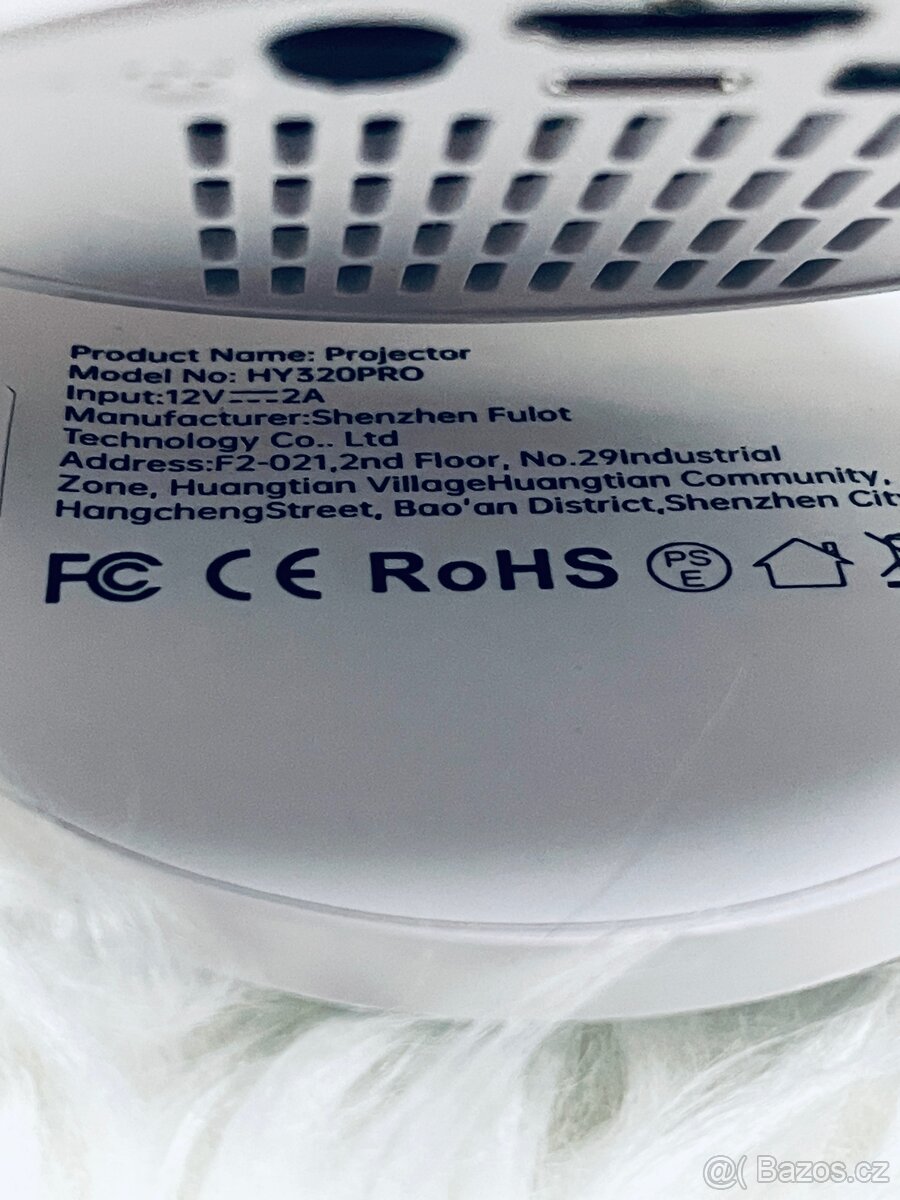 Product Name: Projector
Model No: HY320PRO
Input:12V⎓2A
Manufacturer:Shenzhen Fulot
Technology Co.. Ltd
Address:F2-021,2nd Floor, No.29Industrial
Zone, Huangtian VillageHuangtian Community,
HangchengStreet, Bao'an District,Shenzhen Cit
FC CE RoHS PS E
@( Bazos.cz